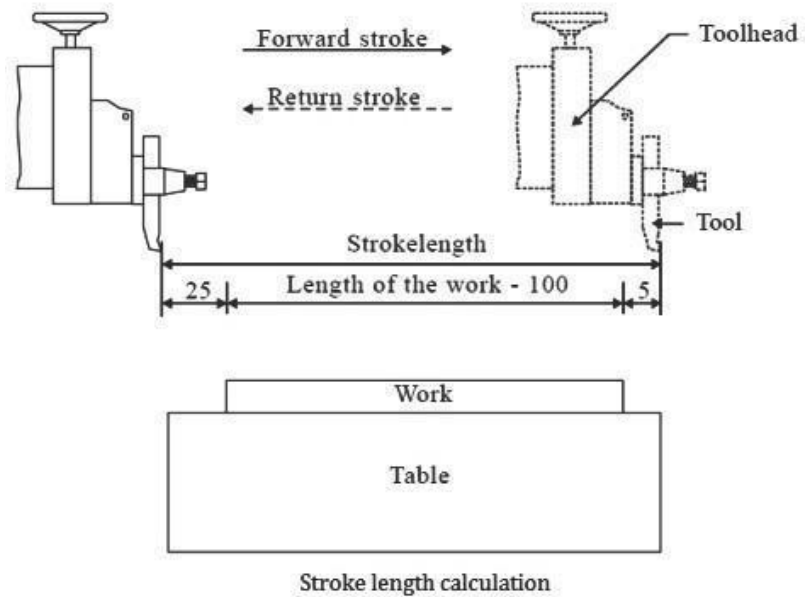 Forward stroke
Toolhead
Return stroke
Tool
Strokelength
25
Length of the work - 100
5
Work
Table
Stroke length calculation